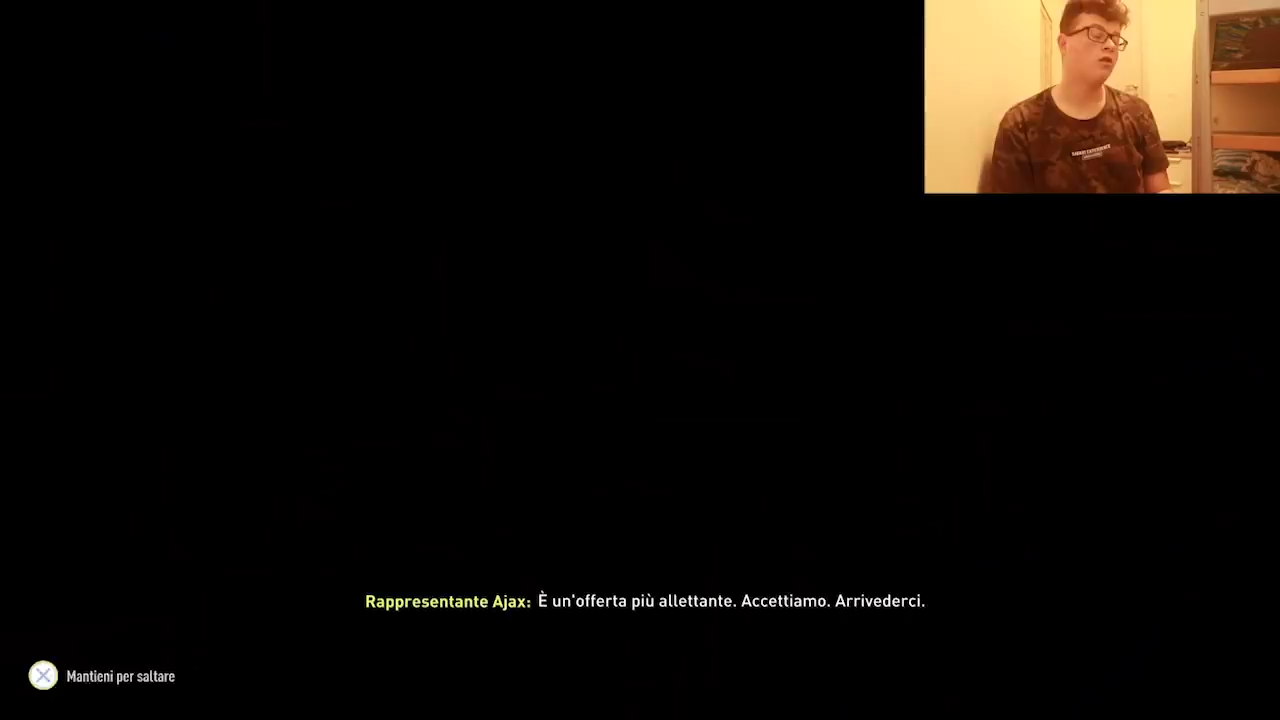 Rappresentante Ajax: È un'offerta più allettante. Accettiamo. Arrivederci.
Mantieni per saltare